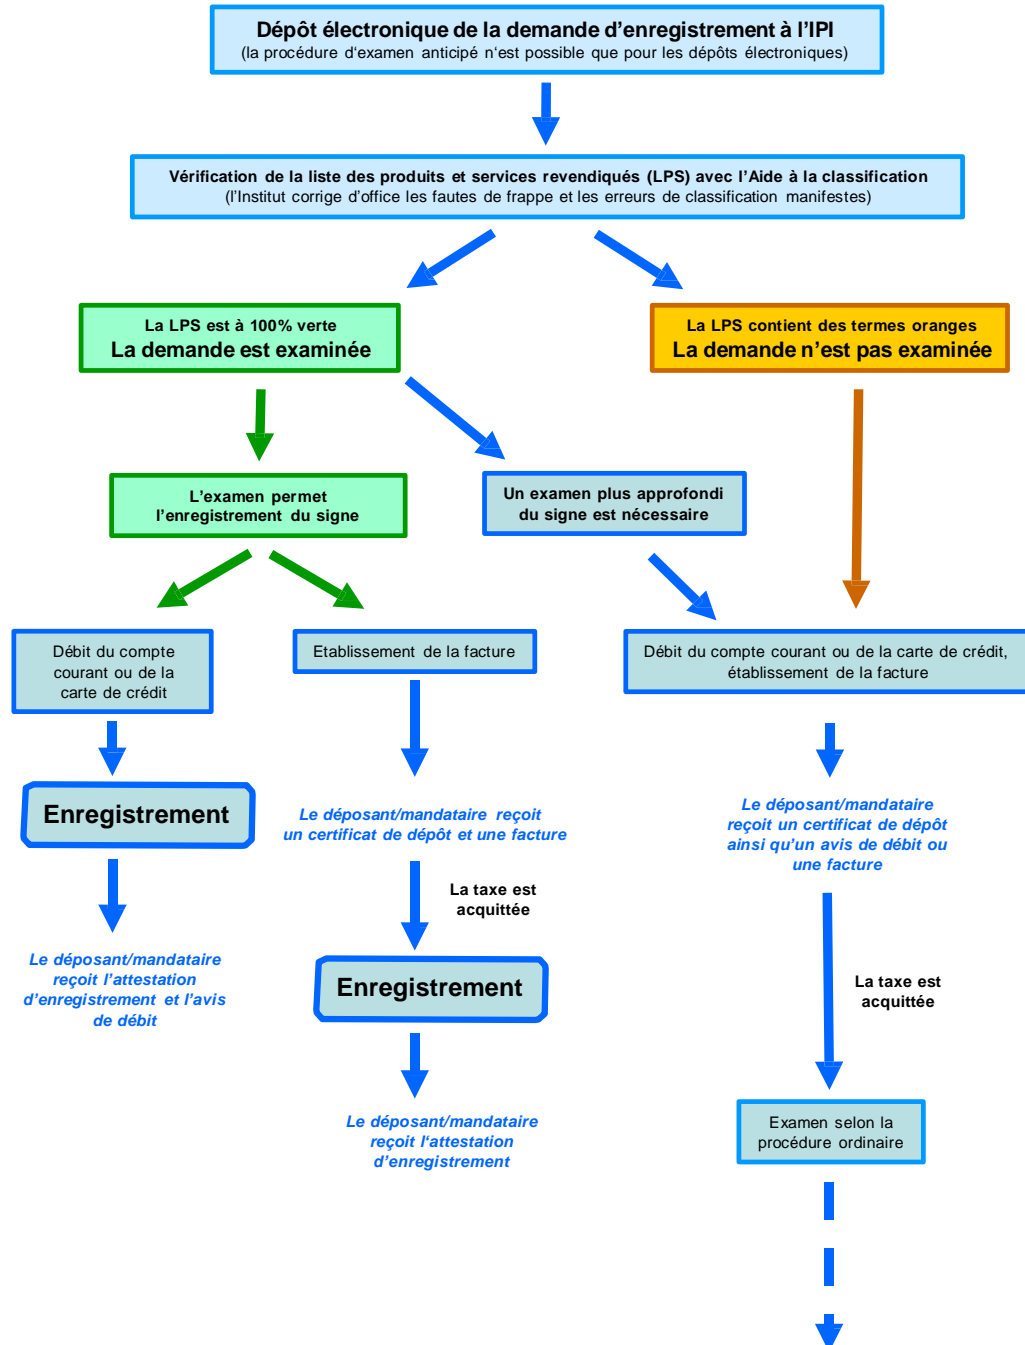 Dépôt électronique de la demande d’enregistrement à l’IPI
(la procédure d‘examen anticipé n‘est possible que pour les dépôts électroniques)
Vérification de la liste des produits et services revendiqués (LPS) avec l’Aide à la classification
(l’Institut corrige d’office les fautes de frappe et les erreurs de classification manifestes)
La LPS est à 100% verte
La demande est examinée
La LPS contient des termes oranges
La demande n’est pas examinée
L’examen permet
l’enregistrement du signe
Un examen plus approfondi
du signe est nécessaire
Débit du compte
courant ou de la
carte de crédit
Etablissement de la facture
Débit du compte courant ou de la carte de crédit,
établissement de la facture
Enregistrement
Le déposant/mandataire reçoit
un certificat de dépôt et une facture
Le déposant/mandataire
reçoit un certificat de dépôt
ainsi qu’un avis de débit ou
une facture
La taxe est
acquittée
Le déposant/mandataire
reçoit l’attestation
d’enregistrement et l’avis
de débit
Enregistrement
La taxe est
acquittée
Le déposant/mandataire
reçoit l‘attestation
d’enregistrement
Examen selon la
procédure ordinaire